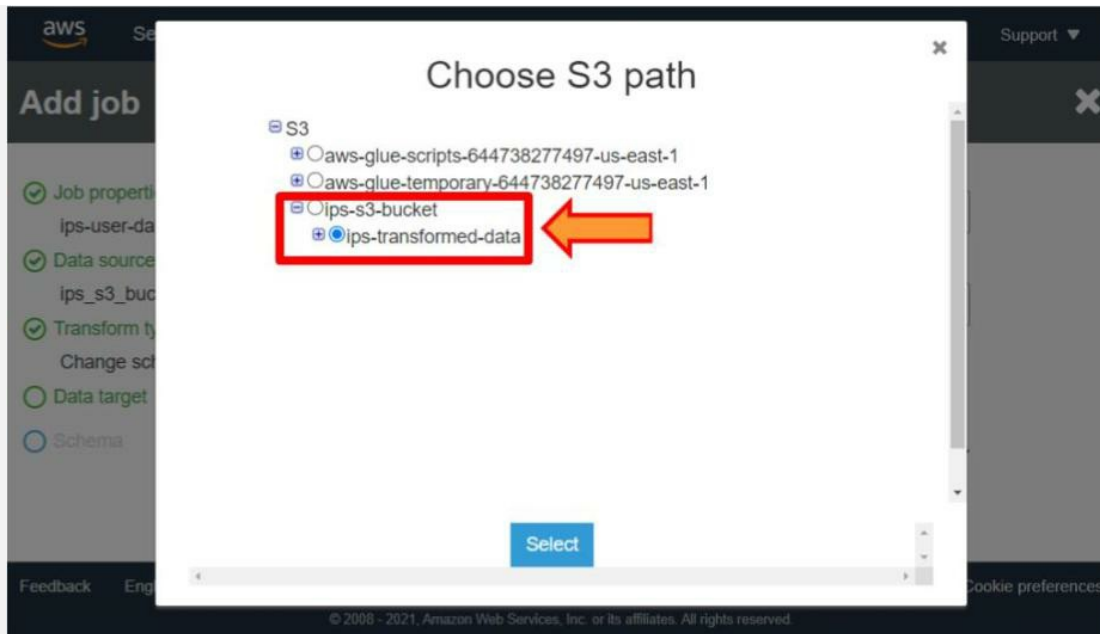 aws
Se
Support
Add job
Choose S3 path
S3
aws-glue-scripts-644738277497-us-east-1
aws-glue-temporary-644738277497-us-east-1
ips-s3-bucket
ips-transformed-data
Job properti
ips-user-da
Data source
ips_s3_buc
Transform ty
Change sch
Data target
Schema
Select
Feedback Engl Cookie preferences
© 2008 - 2021, Amazon Web Services, Inc. or its affiliates. All rights reserved.